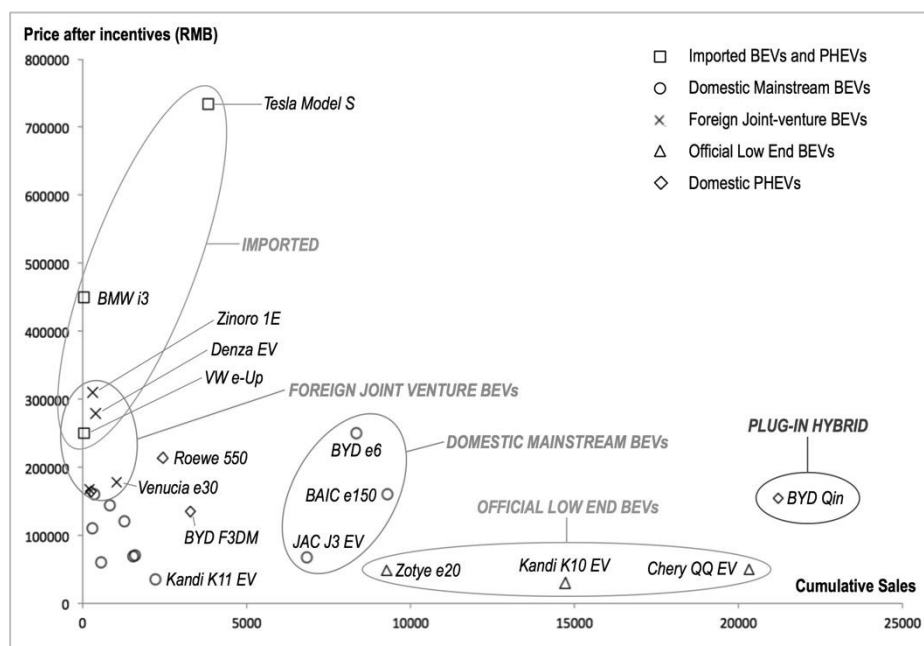 Price after incentives (RMB)
800000
700000
600000
500000
400000
300000
200000
100000
0
Imported BEVs and PHEVs
Domestic Mainstream BEVs
Foreign Joint-venture BEVs
Official Low End BEVs
Domestic PHEVs
Tesla Model S
IMPORTED
BMW i3
Zinoro 1E
Denza EV
VW e-Up
FOREIGN JOINT VENTURE BEVs
Roewe 550
Venucia e30
BYD F3DM
Kandi K11 EV
BYD e6
DOMESTIC MAINSTREAM BEVs
BAIC e150
JAC J3 EV
OFFICIAL LOW END BEVs
Zotye e20
Kandi K10 EV
Chery QQ EV
PLUG-IN HYBRID
BYD Qin
Cumulative Sales
0
5000
10000
15000
20000
25000